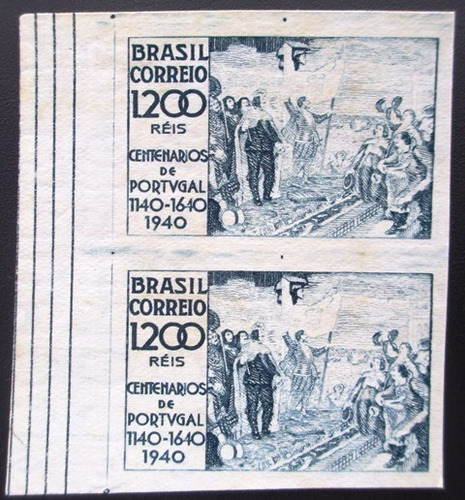 BRASIL
CORREIO
1200
RÉIS
CENTENARIOS
DE
PORTVGAL
1140-1640
1940
BRASIL
CORREIO
1200
RÉIS
CENTENARIOS
DE
PORTVGAL
1140-1640
1940